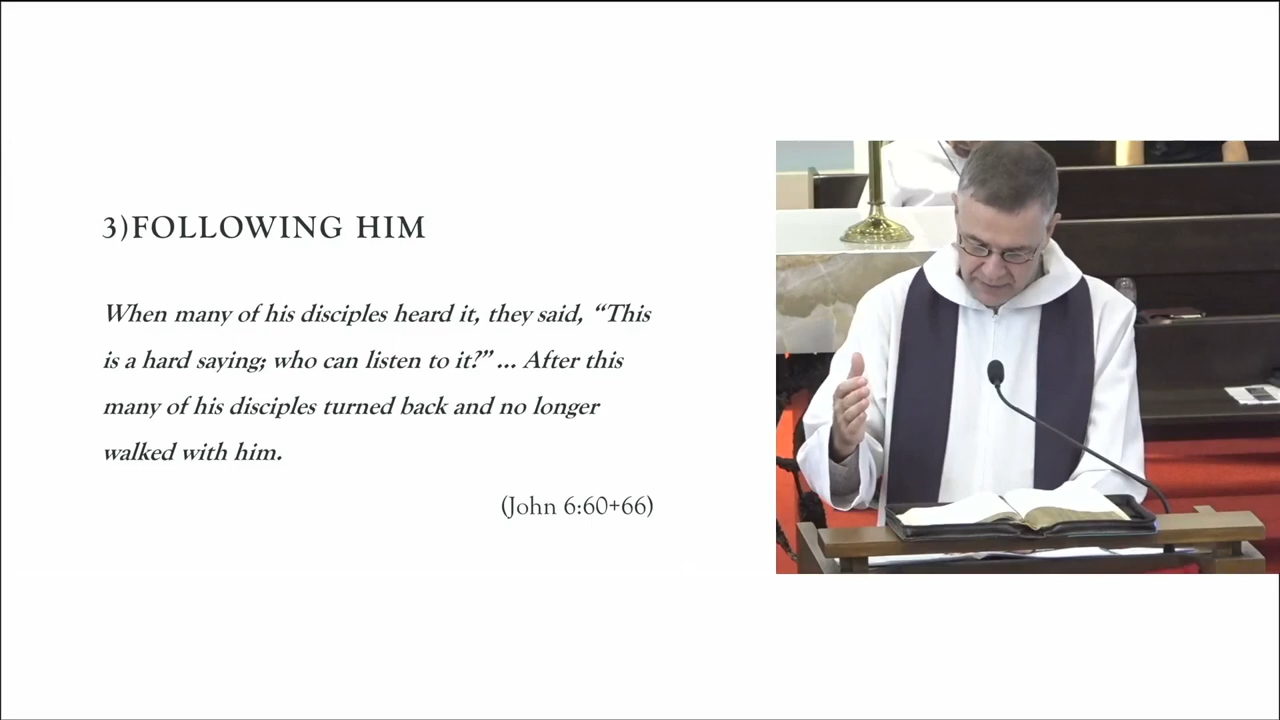 3)FOLLOWING HIM
When many of his disciples heard it, they said, “This
is a hard saying; who can listen to it?” ... After this
many of his disciples turned back and no longer
walked with him.
(John 6:60+66)